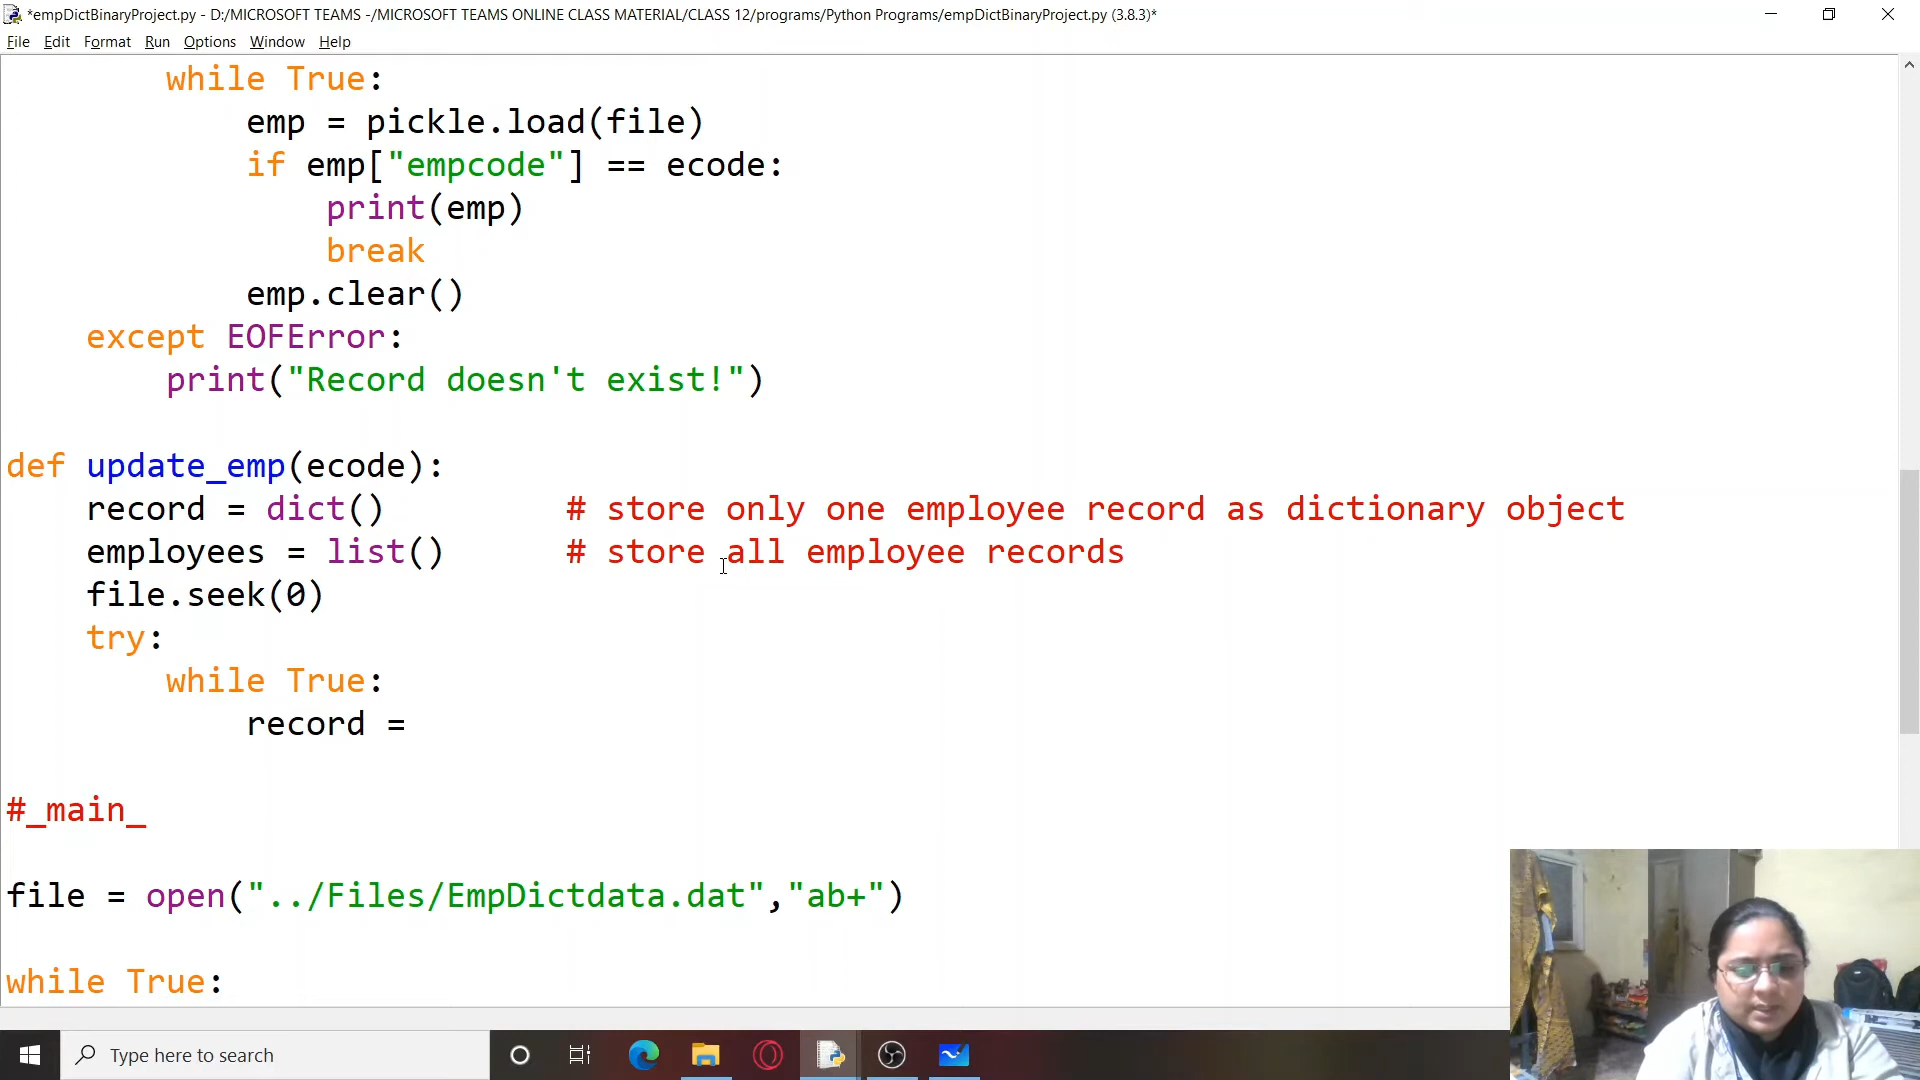 *empDictBinaryProject.py - D:/MICROSOFT TEAMS -/MICROSOFT TEAMS ONLINE CLASS MATERIAL/CLASS 12/programs/Python Programs/empDictBinaryProject.py (3.8.3)*
File Edit Format Run Options Window Help
while True:
emp = pickle.load(file)
if emp["empcode"] == ecode:
print(emp)
break
emp.clear()
except EOFError:
print("Record doesn't exist!")
def update_emp(ecode):
record = dict() # store only one employee record as dictionary object
employees = list() # store all employee records
file.seek(0)
try:
while True:
record =
#_main_
file = open("../Files/EmpDictdata.dat","ab+")
while True:
Type here to search